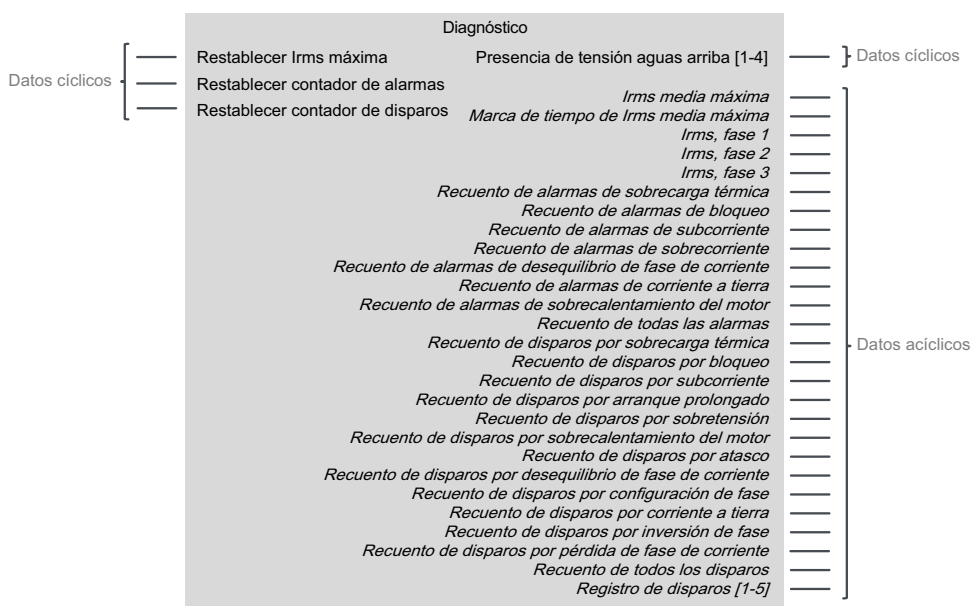 Diagnóstico
Datos cíclicos
Restablecer Irms máxima
Restablecer contador de alarmas
Restablecer contador de disparos
Presencia de tensión aguas arriba [1-4]
Datos cíclicos
Irms media máxima
Marca de tiempo de Irms media máxima
Irms, fase 1
Irms, fase 2
Irms, fase 3
Recuento de alarmas de sobrecarga térmica
Recuento de alarmas de bloqueo
Recuento de alarmas de subcorriente
Recuento de alarmas de sobrecorriente
Recuento de alarmas de desequilibrio de fase de corriente
Recuento de alarmas de corriente a tierra
Recuento de alarmas de sobrecalentamiento del motor
Recuento de todas las alarmas
Recuento de disparos por sobrecarga térmica
Recuento de disparos por bloqueo
Recuento de disparos por subcorriente
Recuento de disparos por arranque prolongado
Recuento de disparos por sobretensión
Recuento de disparos por sobrecalentamiento del motor
Recuento de disparos por atasco
Recuento de disparos por desequilibrio de fase de corriente
Recuento de disparos por configuración de fase
Recuento de disparos por corriente a tierra
Recuento de disparos por inversión de fase
Recuento de disparos por pérdida de fase de corriente
Recuento de todos los disparos
Registro de disparos [1-5]
Datos acíclicos